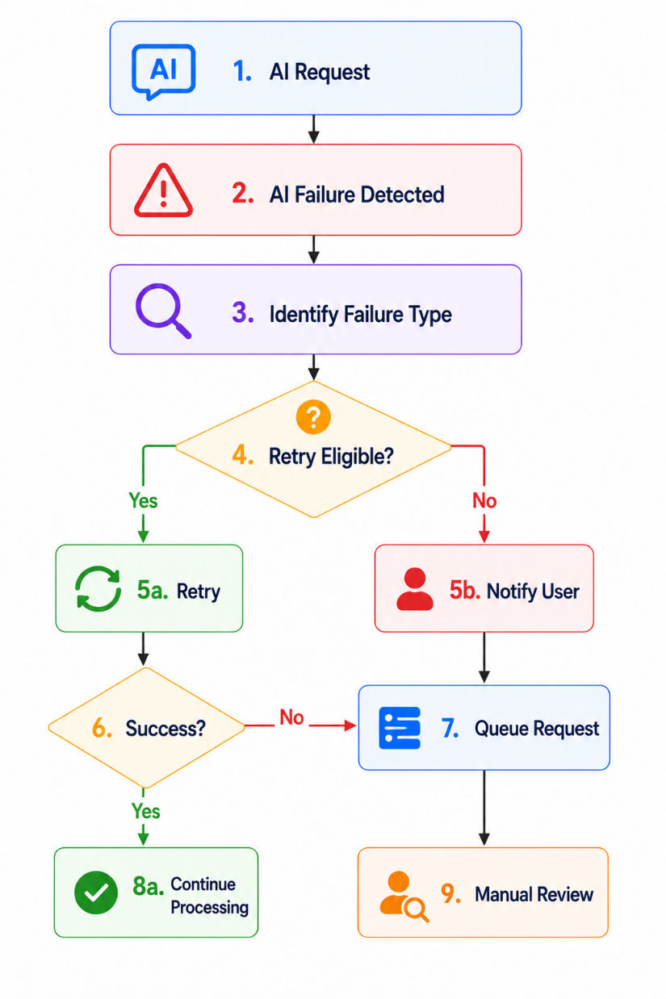 AI
1. AI Request
2. AI Failure Detected
3. Identify Failure Type
?
4. Retry Eligible?
Yes
No
5a. Retry
5b. Notify User
6. Success?
No
7. Queue Request
Yes
8a. Continue
Processing
9. Manual Review